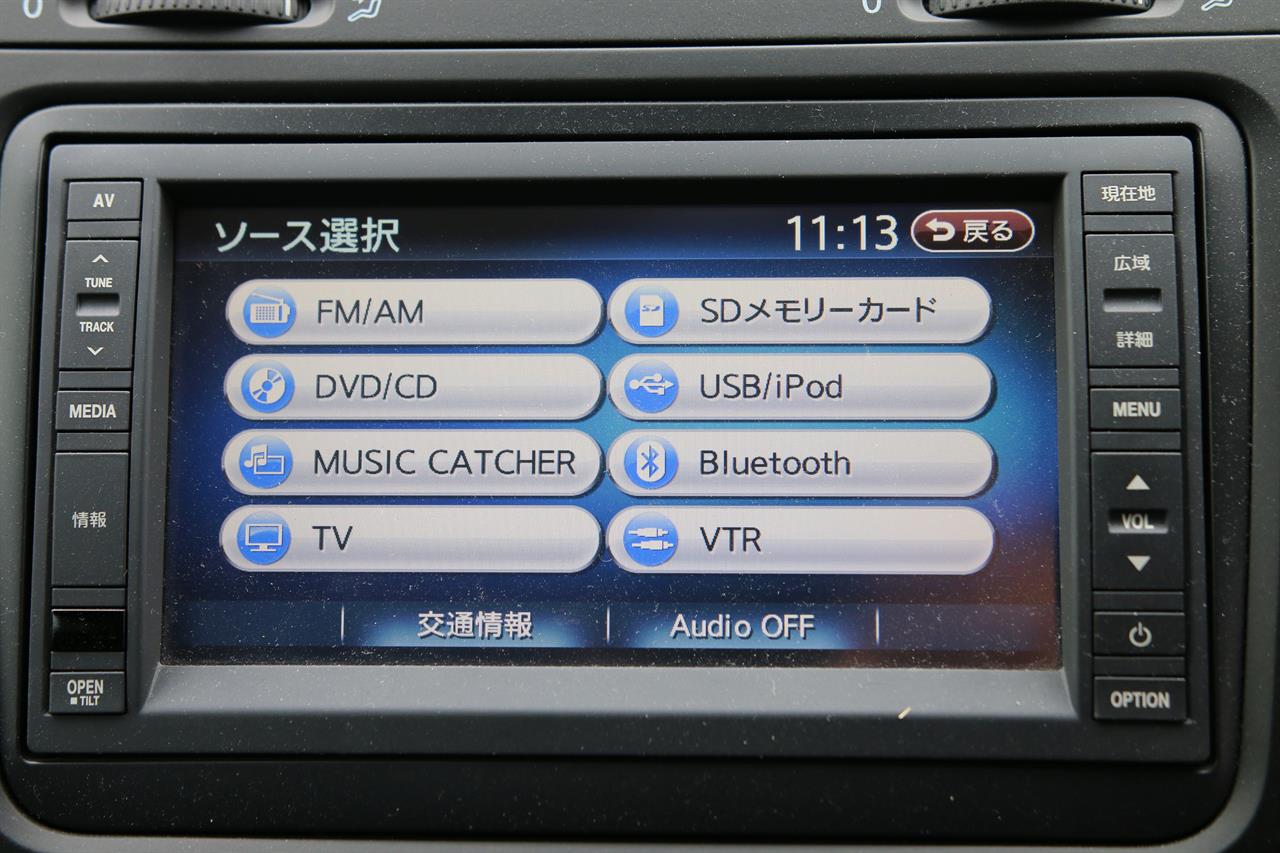 0
0
AV
TUNE
TRACK
MEDIA
情報
OPEN
■TILT
ソース選択
11:13
戻る
FM/AM
SDメモリーカード
DVD/CD
USB/iPod
MUSIC CATCHER
Bluetooth
TV
VTR
交通情報
Audio OFF
現在地
広域
詳細
MENU
VOL
OPTION